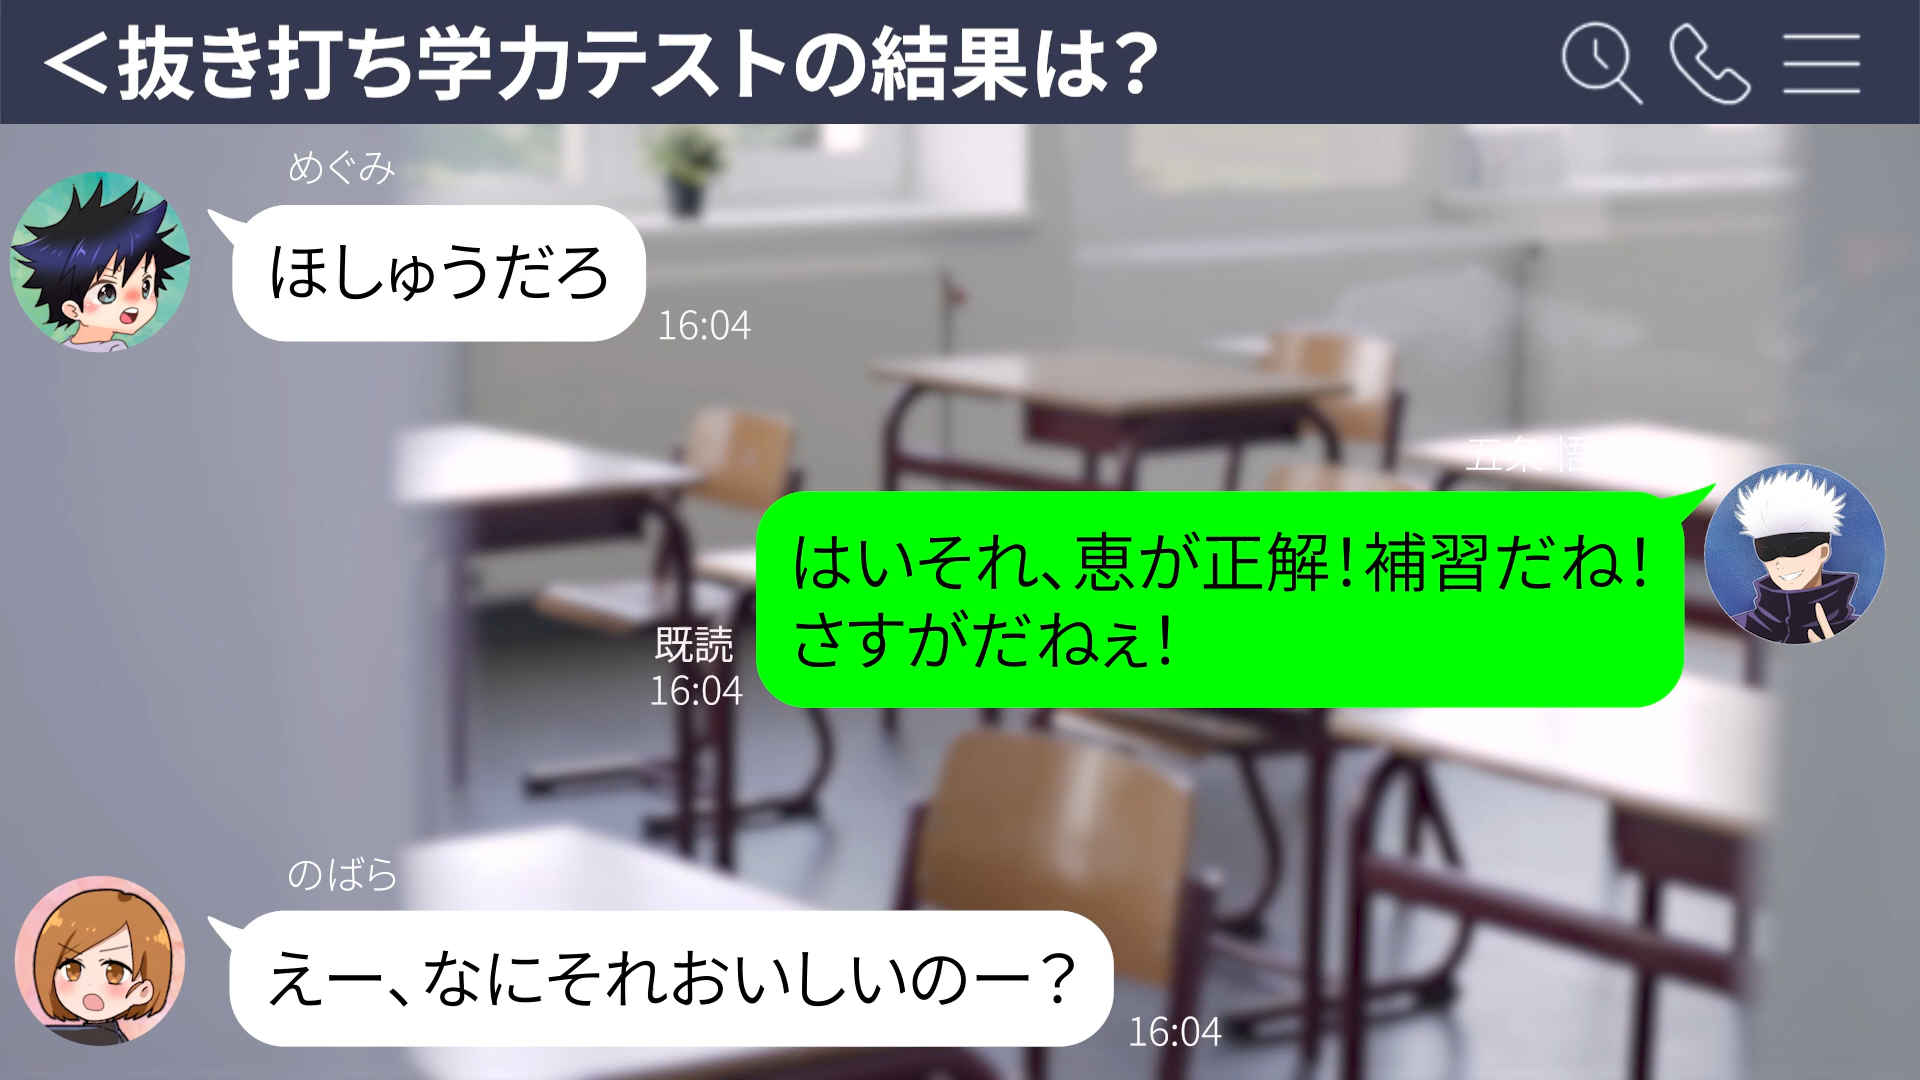 ＜抜き打ち学力テストの結果は？
めぐみ
ほしゅうだろ
16:04
五条 悟
はいそれ、恵が正解！補習だね！
さすがだねぇ！
既読
16:04
のばら
えー、なにそれおいしいのー？
16:04